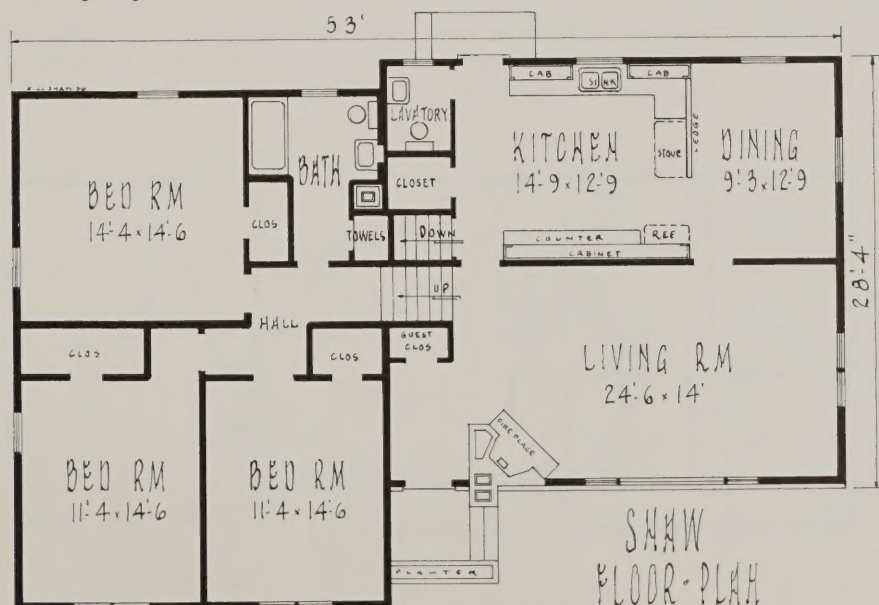 53'
CAB
SINK
CAB
LAVATORY
KITCHEN
14'-9 x 12'-9
STOVE
LEDGE
DINING
9'-3 x 12'-9
BATH
CLOSET
BED RM
14'-4 x 14'-6
CLOS
TOWELS
DOWN
COUNTER
REF
CABINET
28'-4"
UP
HALL
GUEST
CLOS
LIVING RM
24'-6 x 14'
CLOS
CLOS
FIREPLACE
BED RM
11'-4 x 14'-6
BED RM
11'-4 x 14'-6
PLANTER
SHAW
FLOOR-PLAN